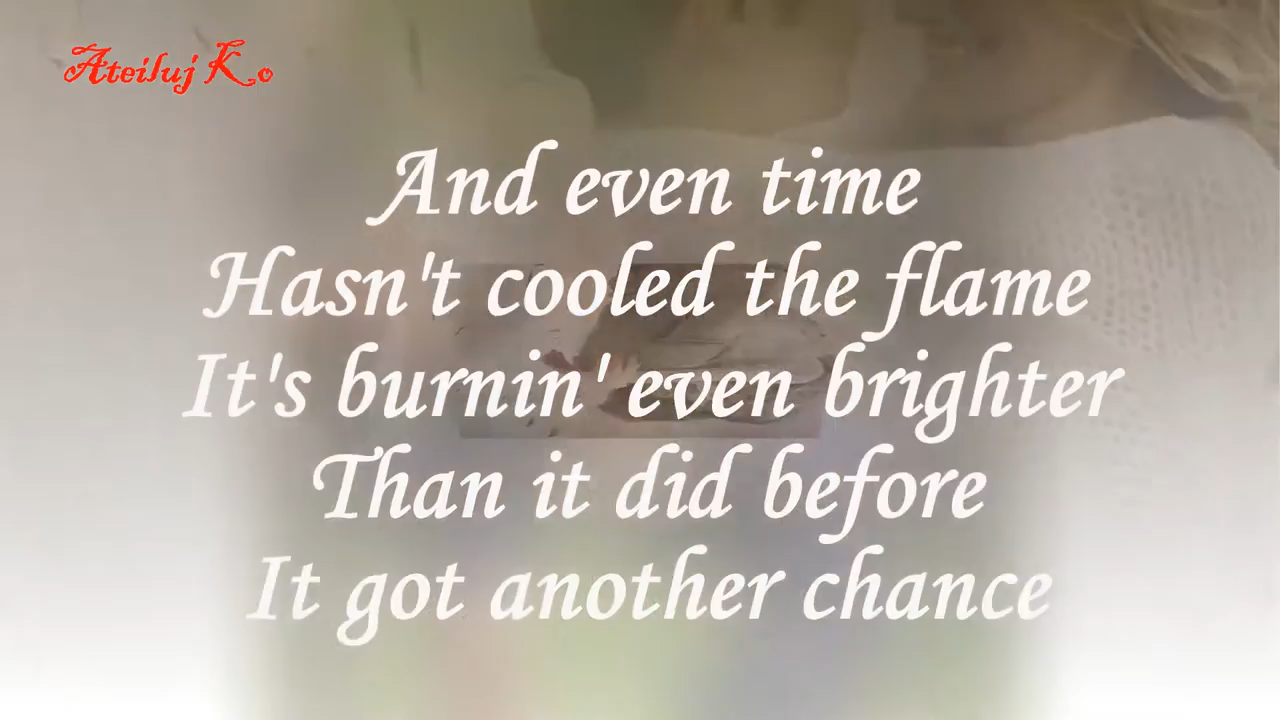 Ateiluj Ko
And even time
Hasn't cooled the flame
It's burnin' even brighter
Than it did before
It got another chance